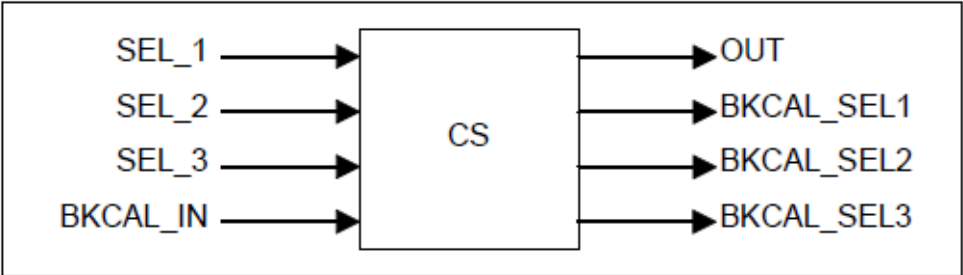 SEL_1
SEL_2
SEL_3
BKCAL_IN
CS
OUT
BKCAL_SEL1
BKCAL_SEL2
BKCAL_SEL3